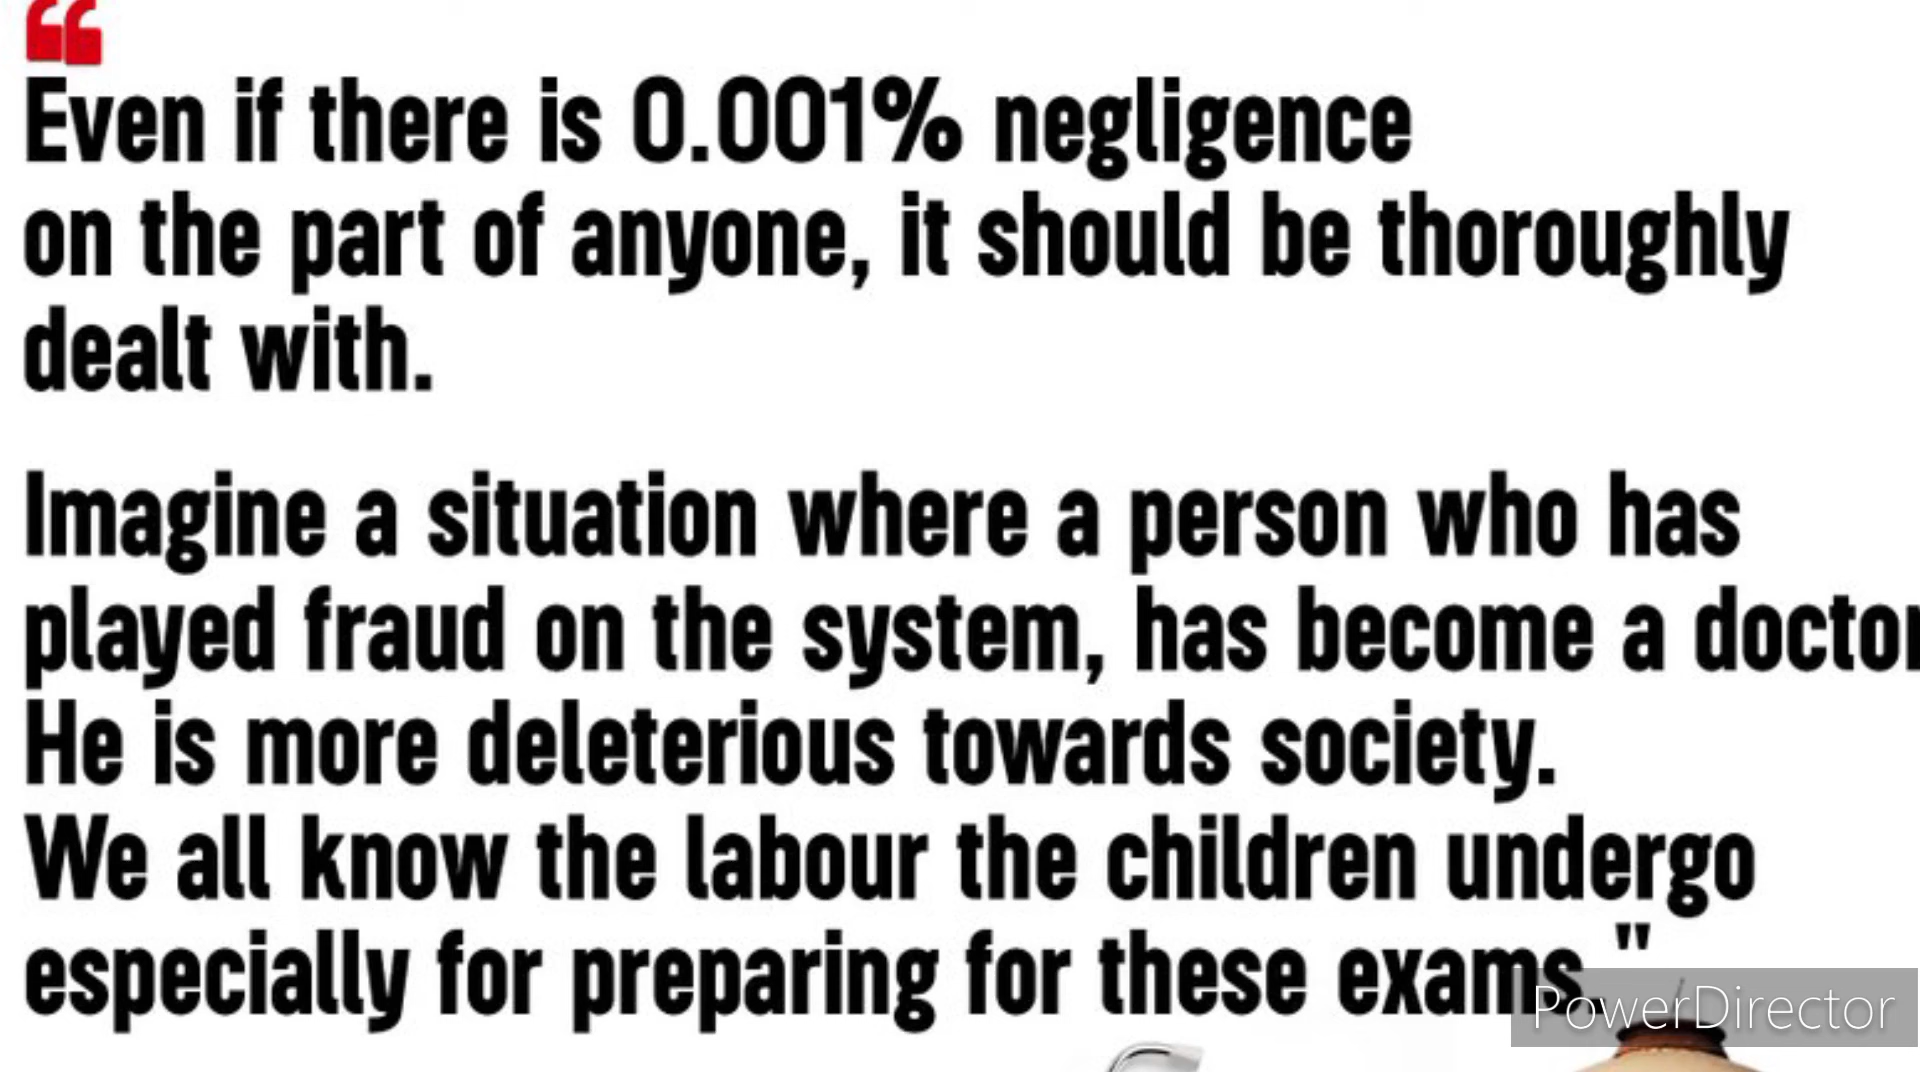 “
Even if there is 0.001% negligence
on the part of anyone, it should be thoroughly
dealt with.
Imagine a situation where a person who has
played fraud on the system, has become a doctor
He is more deleterious towards society.
We all know the labour the children undergo
especially for preparing for these exams."
PowerDirector